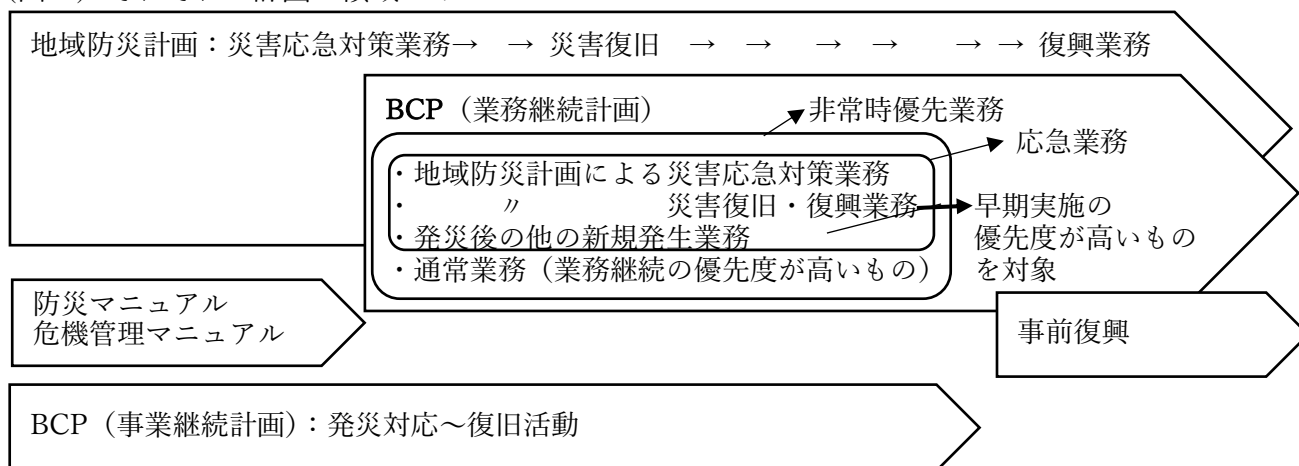 地域防災計画：災害応急対策業務→ → 災害復旧 → → → → → → 復興業務
BCP（業務継続計画）
非常時優先業務
応急業務
・地域防災計画による災害応急対策業務
・ 〃 災害復旧・復興業務
・発災後の他の新規発生業務
・通常業務（業務継続の優先度が高いもの）
早期実施の
優先度が高いもの
を対象
防災マニュアル
危機管理マニュアル
事前復興
BCP（事業継続計画）：発災対応～復旧活動